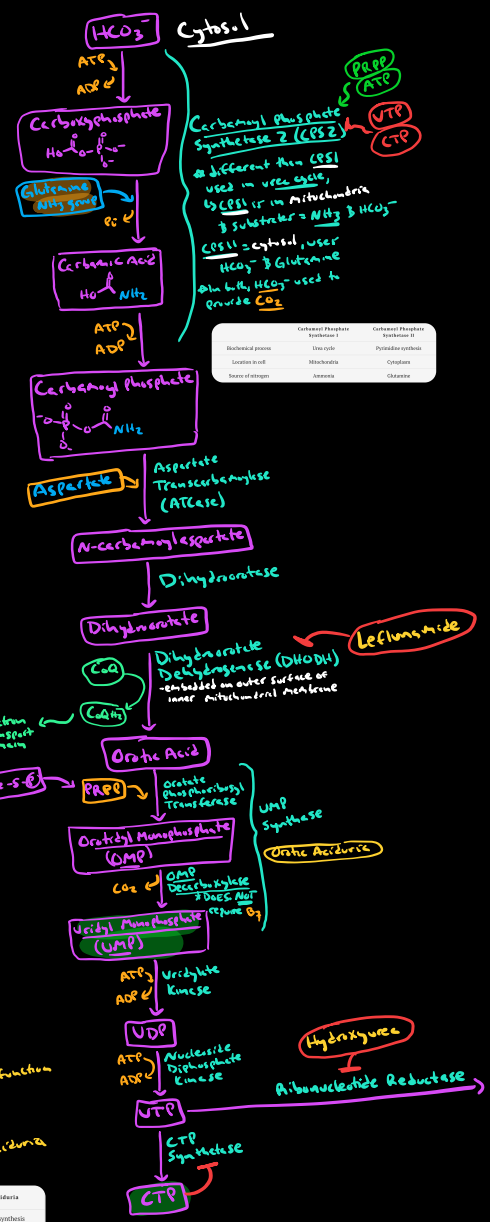 HCO3-
Cytosol
ATP
ADP
PRPP
ATP
UTP
CTP
Carboxyphosphate
HO O P O-
O
O-
Carbamoyl Phosphate
Synthetase 2 (CPS2)
* different than CPS1
used in urea cycle,
↳ CPS1 is in mitochondria
& substrates = NH3 & HCO3-
CPS11 = cytosol, uses
HCO3- & Glutamine
* In both, HCO3- used to
provide CO2
Glutamine
NH3 group
Pi
Carbamic Acid
O
HO NH2
ATP
ADP
Carbamoyl Phosphate Synthetase I
Carbamoyl Phosphate Synthetase II
Biochemical process Urea cycle Pyrimidine synthesis
Location in cell Mitochondria Cytoplasm
Source of nitrogen Ammonia Glutamine
Carbamoyl Phosphate
O O
-O P O NH2
O-
Aspartate
Aspartate
Transcarbamoylase
(ATCase)
N-carbamoylaspartate
Dihydroorotase
Dihydroorotate
Leflunamide
CoQ
CoQH2
Dihydroorotate
Dehydrogenase (DHODH)
-embedded on outer surface of
inner mitochondrial membrane
Orotic Acid
PRPP
Orotate
Phosphoribosyl
Transferase
UMP
Synthase
Orotic Aciduria
Orotidyl Monophosphate
(OMP)
CO2
OMP
Decarboxylase
* Does NOT
require B7
Uridyl Monophosphate
(UMP)
ATP
ADP
Uridylate
Kinase
UDP
ATP
ADP
Nucleoside
Diphosphate
Kinase
Hydroxyurea
Ribonucleotide Reductase
UTP
function
CTP
Synthetase
ciduria
CTP
iduria
synthesis